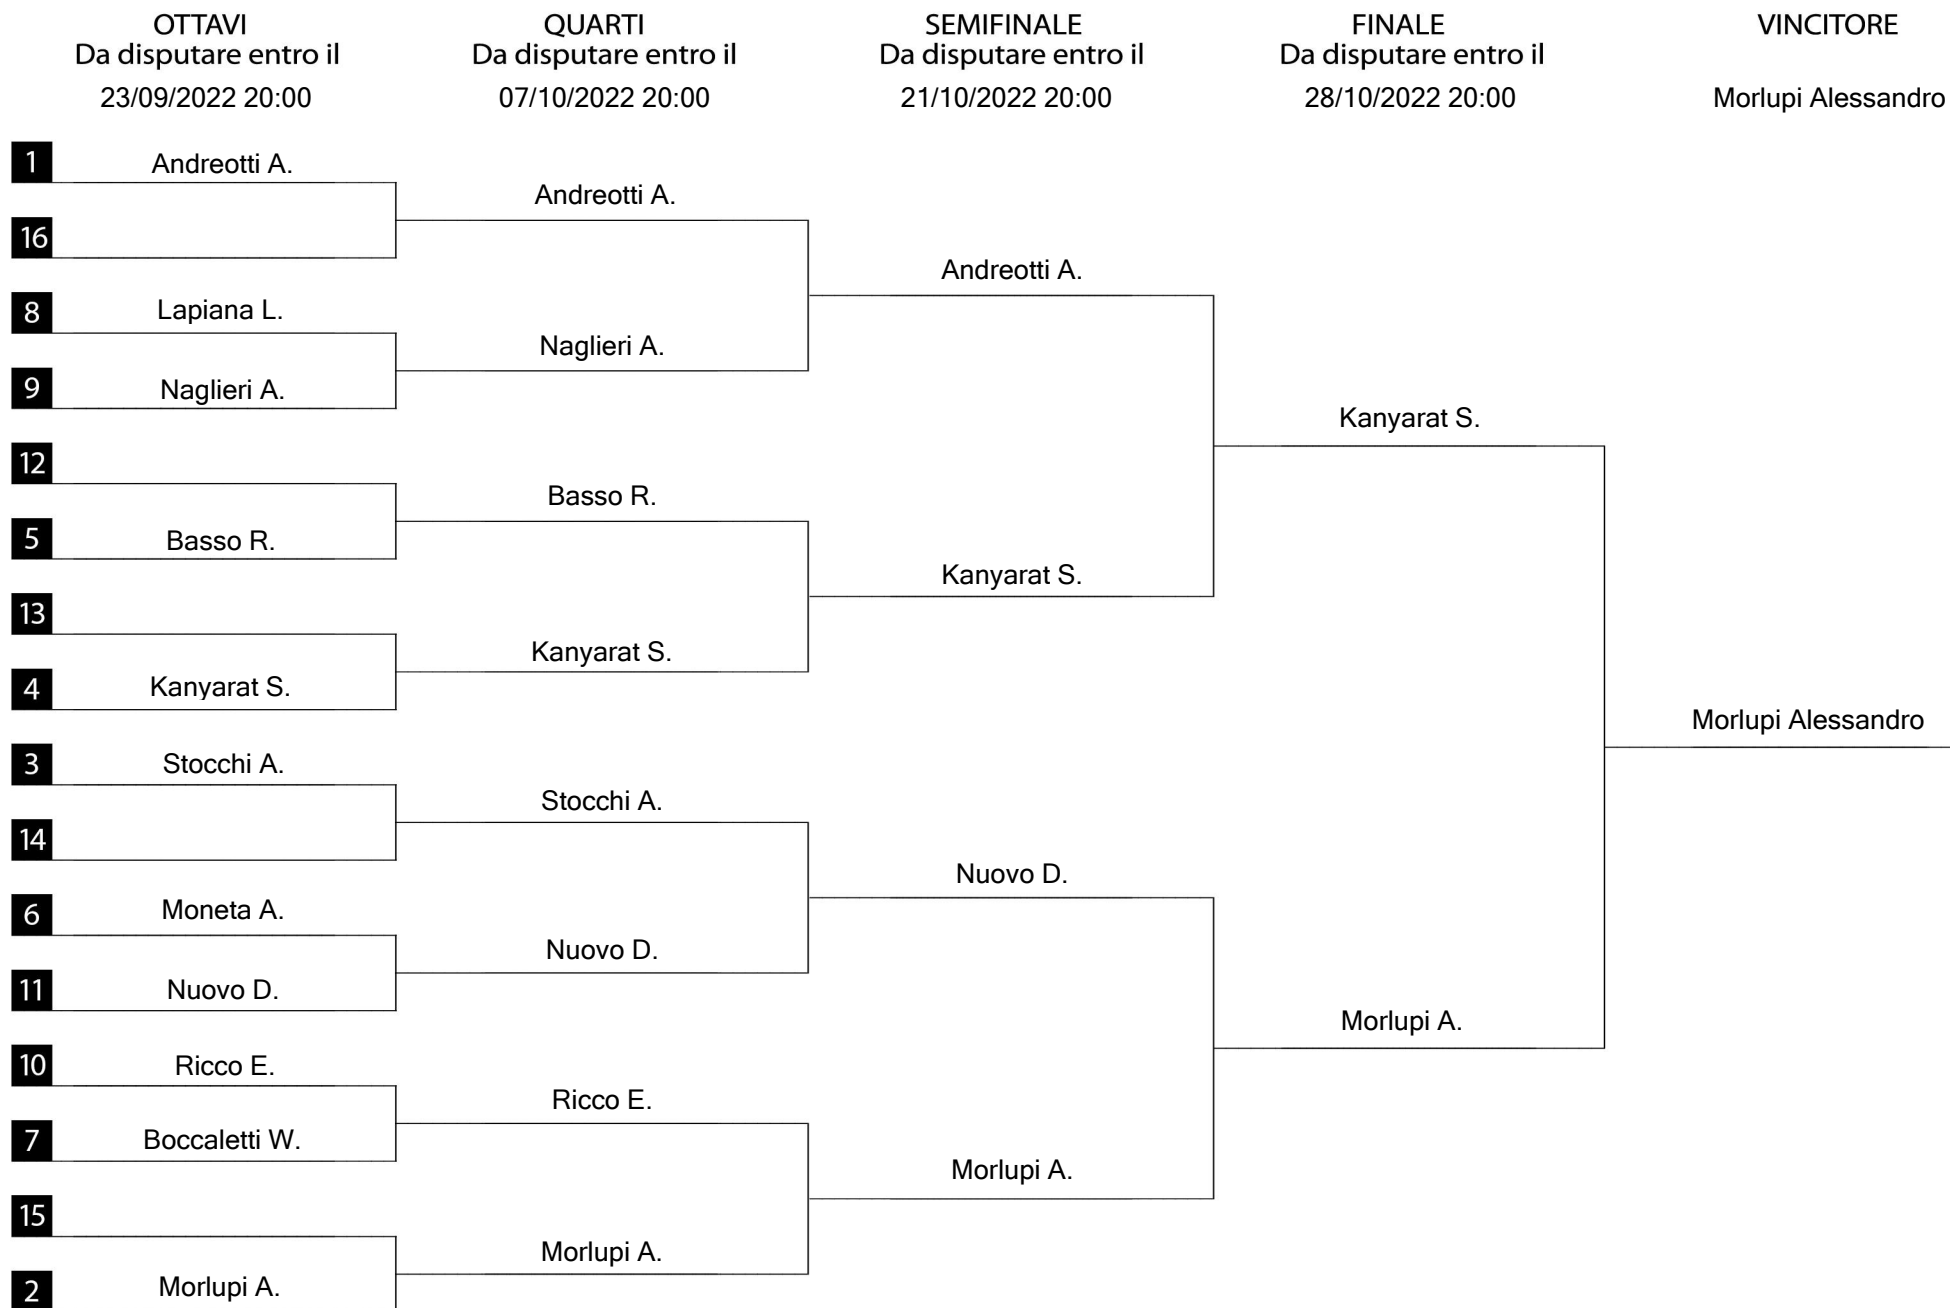 OTTAVI
Da disputare entro il
23/09/2022 20:00
QUARTI
Da disputare entro il
07/10/2022 20:00
SEMIFINALE
Da disputare entro il
21/10/2022 20:00
FINALE
Da disputare entro il
28/10/2022 20:00
VINCITORE
Morlupi Alessandro
1 Andreotti A.
16
8 Lapiana L.
9 Naglieri A.
12
5 Basso R.
13
4 Kanyarat S.
3 Stocchi A.
14
6 Moneta A.
11 Nuovo D.
10 Ricco E.
7 Boccaletti W.
15
2 Morlupi A.
Andreotti A.
Naglieri A.
Basso R.
Kanyarat S.
Stocchi A.
Nuovo D.
Ricco E.
Morlupi A.
Andreotti A.
Kanyarat S.
Nuovo D.
Morlupi A.
Kanyarat S.
Morlupi A.
Morlupi Alessandro